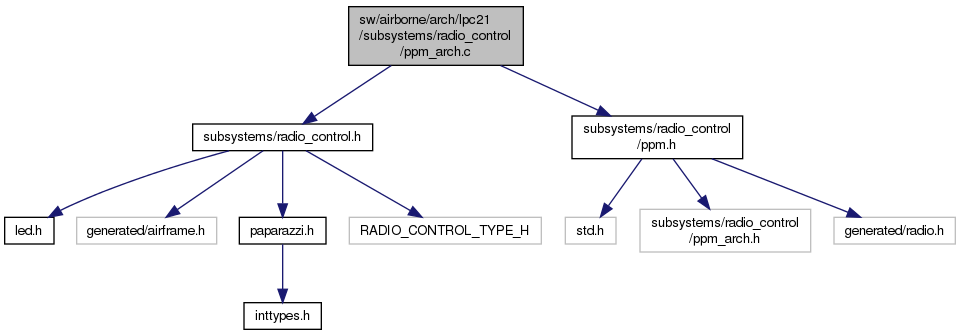 sw/airborne/arch/lpc21
/subsystems/radio_control
/ppm_arch.c
subsystems/radio_control.h
subsystems/radio_control
/ppm.h
led.h
generated/airframe.h
paparazzi.h
RADIO_CONTROL_TYPE_H
std.h
subsystems/radio_control
/ppm_arch.h
generated/radio.h
inttypes.h